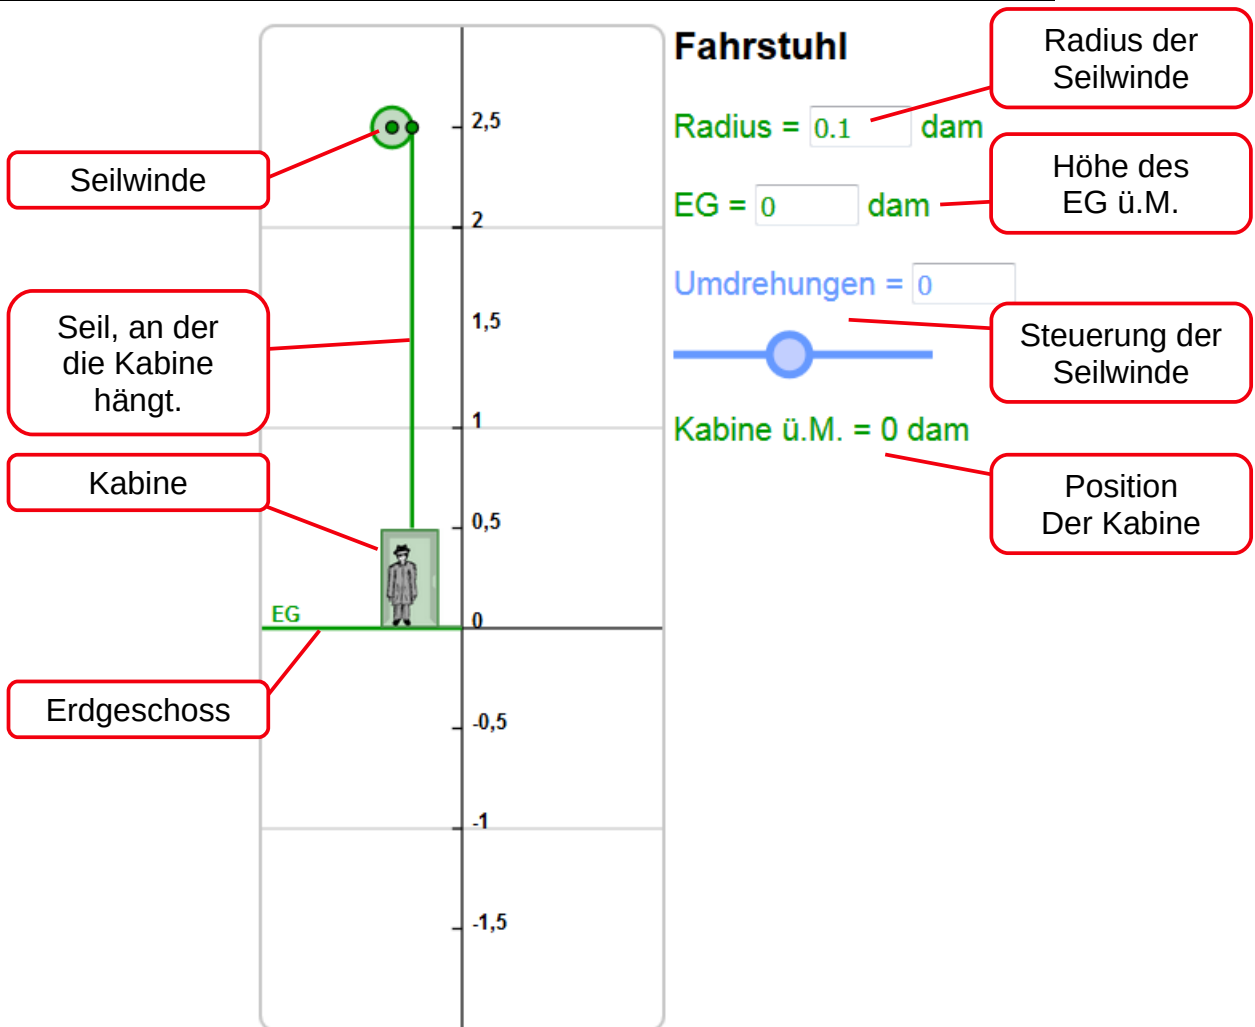 Fahrstuhl
Radius = 0.1 dam
EG = 0 dam
Umdrehungen = 0
Kabine ü.M. = 0 dam
Radius der
Seilwinde
Höhe des
EG ü.M.
Steuerung der
Seilwinde
Position
Der Kabine
Seilwinde
Seil, an der
die Kabine
hängt.
Kabine
Erdgeschoss
EG
2,5
2
1,5
1
0,5
0
-0,5
-1
-1,5